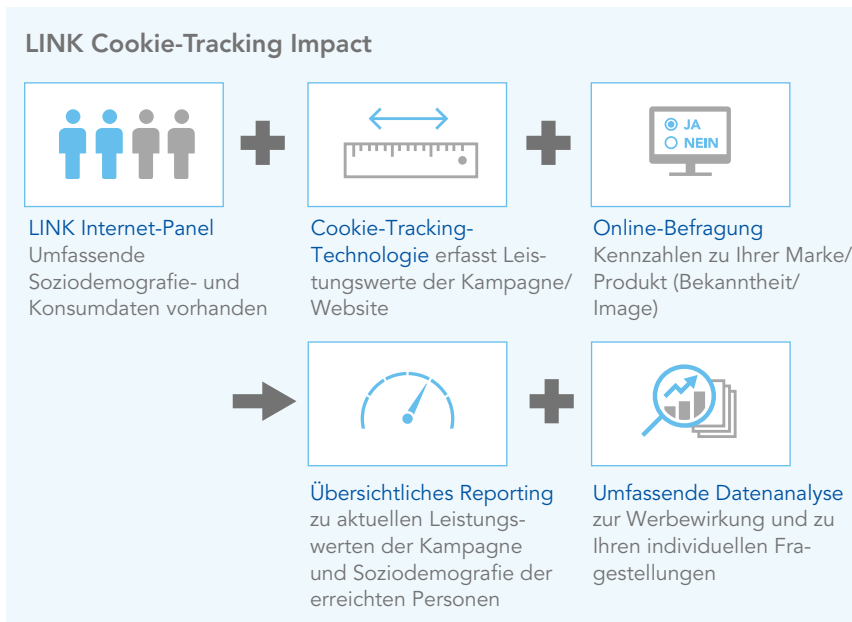 LINK Cookie-Tracking Impact
JA
NEIN
LINK Internet-Panel
Umfassende
Soziodemografie- und
Konsumdaten vorhanden
Cookie-Tracking-
Technologie erfasst Leis-
tungswerte der Kampagne/
Website
Online-Befragung
Kennzahlen zu Ihrer Marke/
Produkt (Bekanntheit/
Image)
Übersichtliches Reporting
zu aktuellen Leistungs-
werten der Kampagne
und Soziodemografie der
erreichten Personen
Umfassende Datenanalyse
zur Werbewirkung und zu
Ihren individuellen Fra-
gestellungen